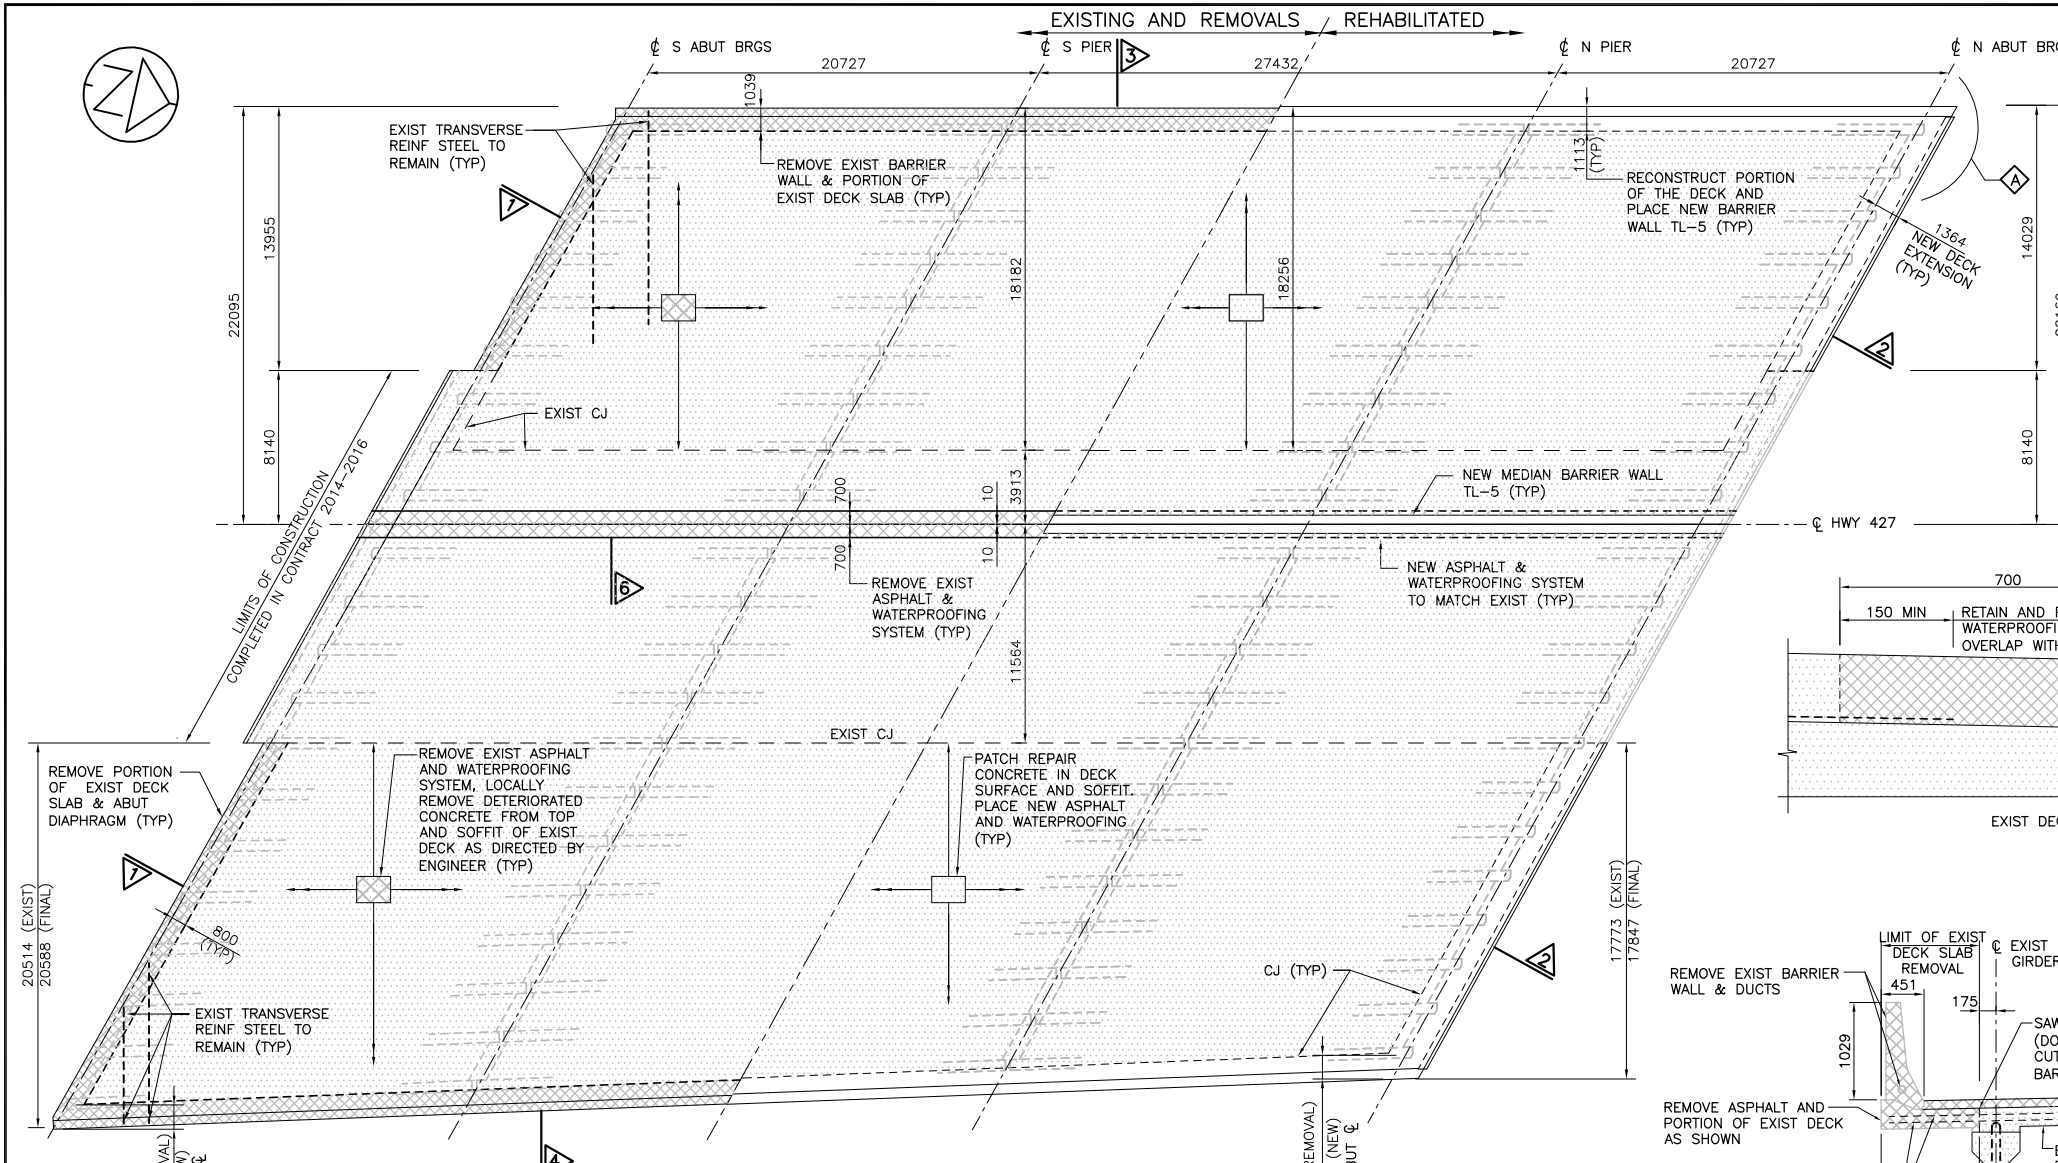 EXISTING AND REMOVALS
REHABILITATED
℄ S ABUT BRGS
℄ S PIER
3
℄ N PIER
℄ N ABUT
20727
27432
20727
1039
EXIST TRANSVERSE
REINF STEEL TO
REMAIN (TYP)
REMOVE EXIST BARRIER
WALL & PORTION OF
EXIST DECK SLAB (TYP)
1113
(TYP)
RECONSTRUCT PORTION
OF THE DECK AND
PLACE NEW BARRIER
WALL TL-5 (TYP)
A
1
1364
NEW DECK
EXTENSION
(TYP)
13955
22095
18182
18256
14029
2
8140
8140
EXIST CJ
LIMITS OF CONSTRUCTION
COMPLETED IN CONTRACT 2014-2016
700
10
3913
NEW MEDIAN BARRIER WALL
TL-5 (TYP)
℄ HWY 427
700
10
6
REMOVE EXIST
ASPHALT &
WATERPROOFING
SYSTEM (TYP)
NEW ASPHALT &
WATERPROOFING SYSTEM
TO MATCH EXIST (TYP)
11564
700
150 MIN
RETAIN AND
OVERLAP
EXIST CJ
REMOVE PORTION
OF EXIST DECK
SLAB & ABUT
DIAPHRAGM (TYP)
REMOVE EXIST ASPHALT
AND WATERPROOFING
SYSTEM, LOCALLY
REMOVE DETERIORATED
CONCRETE FROM TOP
AND SOFFIT OF EXIST
DECK AS DIRECTED BY
ENGINEER (TYP)
PATCH REPAIR
CONCRETE IN DECK
SURFACE AND SOFFIT.
PLACE NEW ASPHALT
AND WATERPROOFING
(TYP)
EXIST
1
20514 (EXIST)
20588 (FINAL)
800
(TYP)
17773 (EXIST)
17847 (FINAL)
2
CJ (TYP)
EXIST TRANSVERSE
REINF STEEL TO
REMAIN (TYP)
LIMIT OF EXIST
DECK SLAB
REMOVAL
℄ EXIST
GIRDER
REMOVE EXIST BARRIER
WALL & DUCTS
451
175
1029
REMOVE ASPHALT AND
PORTION OF EXIST DECK
AS SHOWN
CUT
4
REMOVAL)
(NEW)
℄